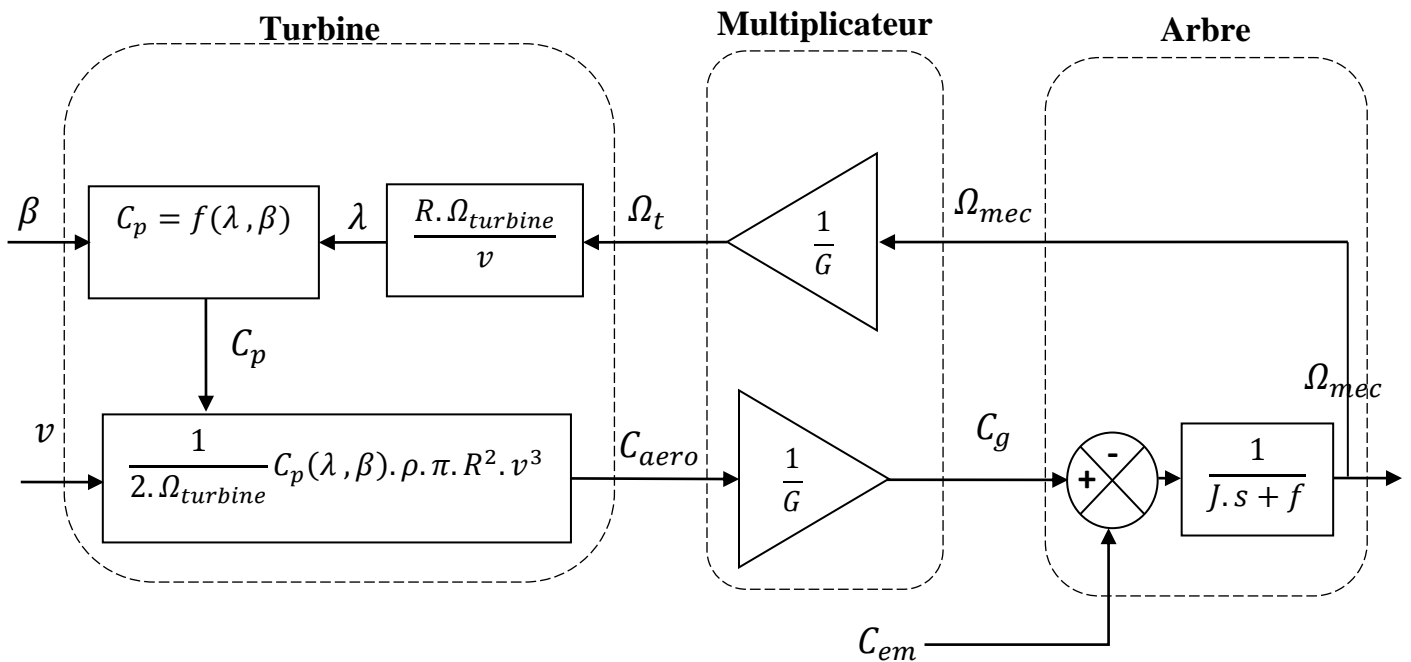 Turbine
Multiplicateur
Arbre
β
C_p = f(λ, β)
λ
R. Ω_turbine / v
Ω_t
1/G
Ω_mec
C_p
Ω_mec
v
1/(2. Ω_turbine) C_p(λ, β). ρ. π. R². v³
C_aero
1/G
C_g
+
-
1/(J. s + f)
C_em